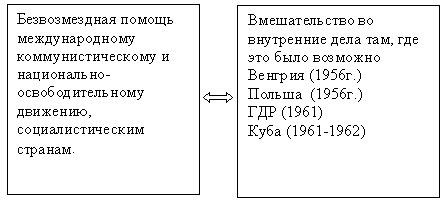 Безвозмездная помощь
международному
коммунистическому и
национально-
освободительному
движению,
социалистическим
странам.
Вмешательство во
внутренние дела там, где
это было возможно
Венгрия (1956г.)
Польша (1956г.)
ГДР (1961)
Куба (1961-1962)